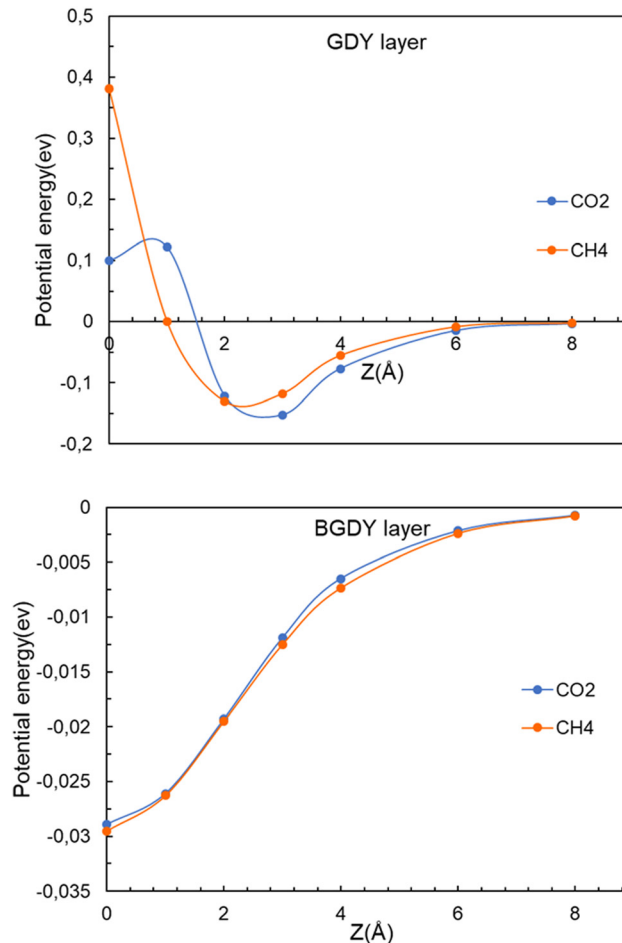 0,5
GDY layer
0,4
0,3
Potential energy(ev)
0,2
CO2
CH4
0,1
0
0 2 4 6 8
Z(Å)
-0,1
-0,2
0
BGDY layer
-0,005
-0,01
Potential energy(ev)
-0,015
CO2
-0,02
CH4
-0,025
-0,03
-0,035
0 2 4 6 8
Z(Å)